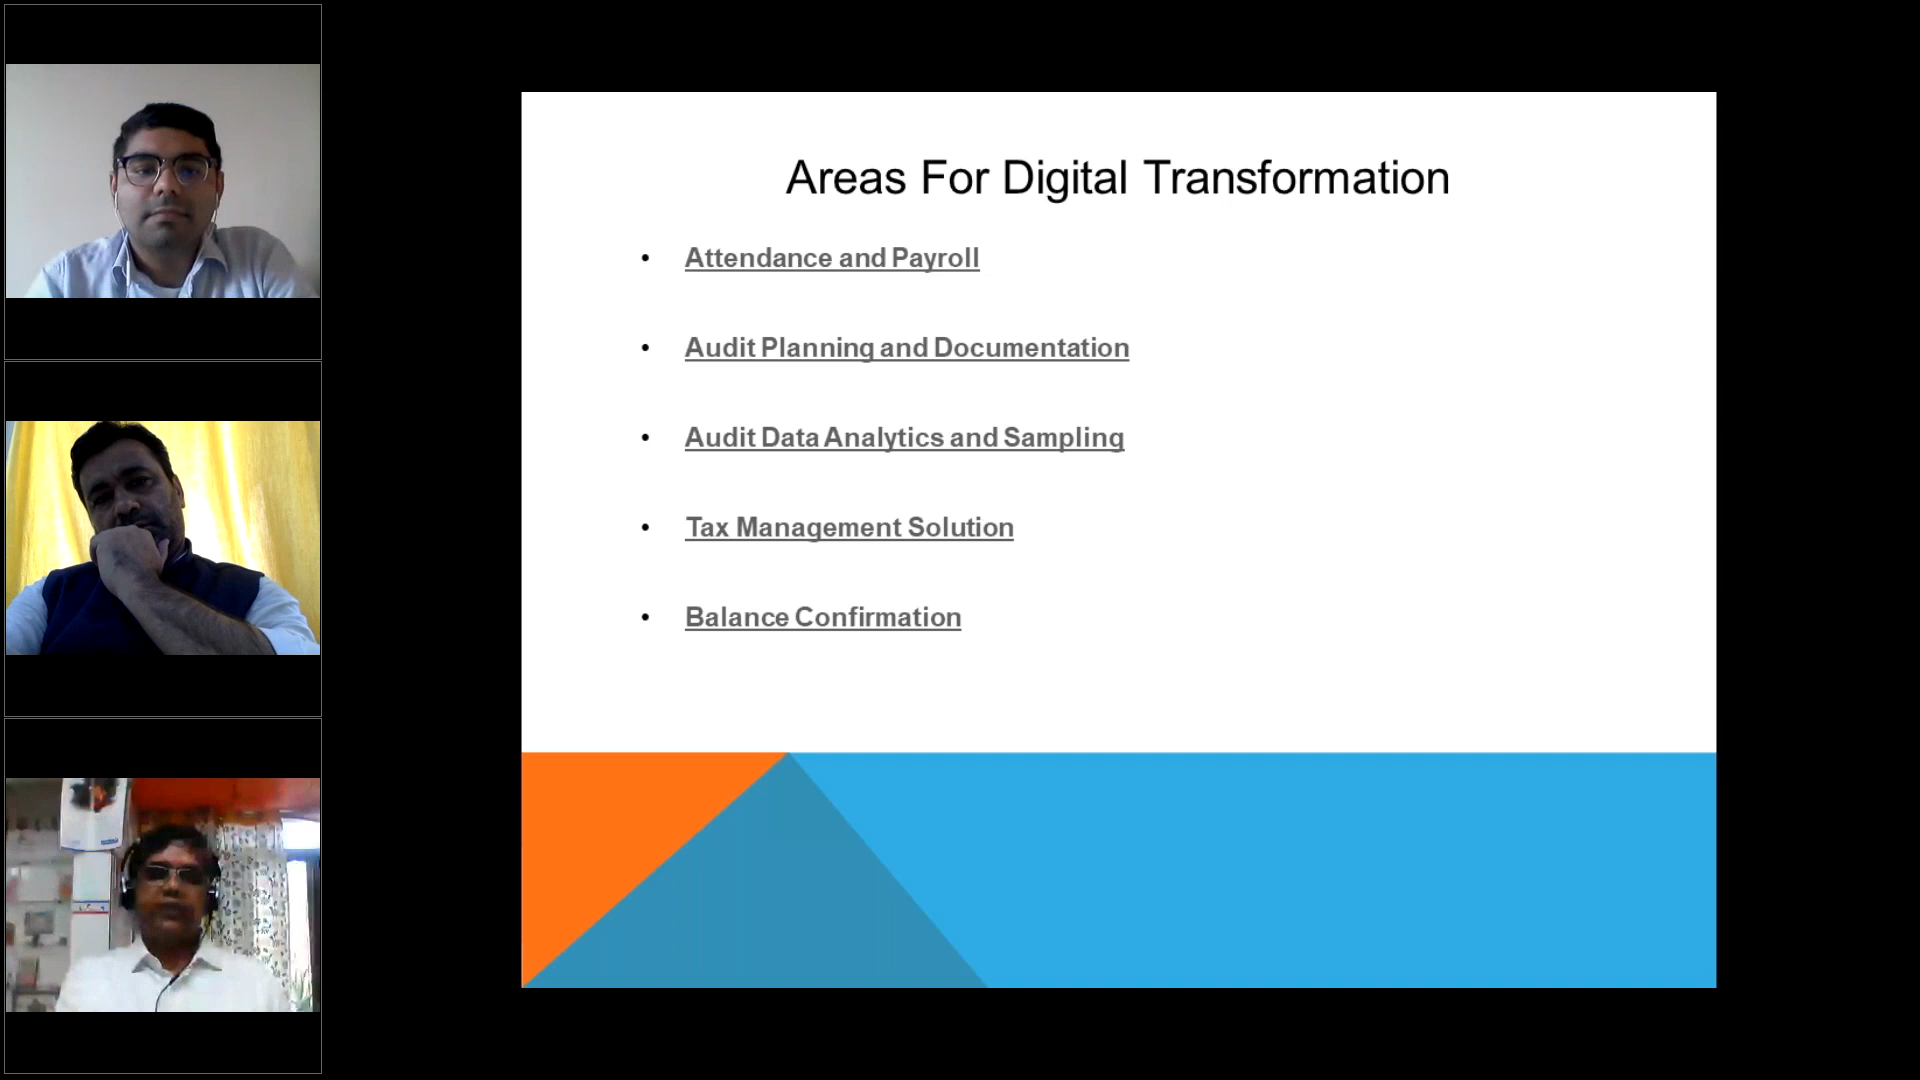 Areas For Digital Transformation
• Attendance and Payroll
• Audit Planning and Documentation
• Audit Data Analytics and Sampling
• Tax Management Solution
• Balance Confirmation